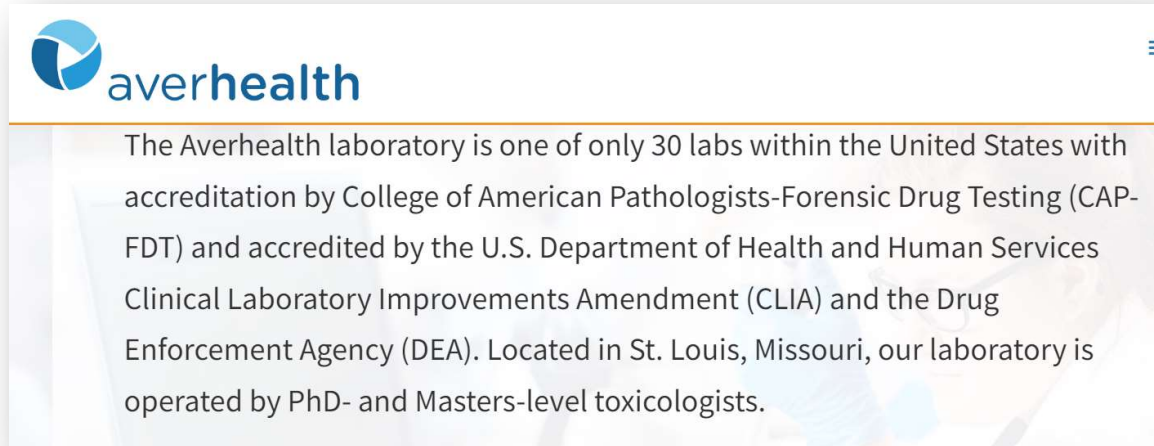 averhealth
The Averhealth laboratory is one of only 30 labs within the United States with
accreditation by College of American Pathologists-Forensic Drug Testing (CAP-
FDT) and accredited by the U.S. Department of Health and Human Services
Clinical Laboratory Improvements Amendment (CLIA) and the Drug
Enforcement Agency (DEA). Located in St. Louis, Missouri, our laboratory is
operated by PhD- and Masters-level toxicologists.